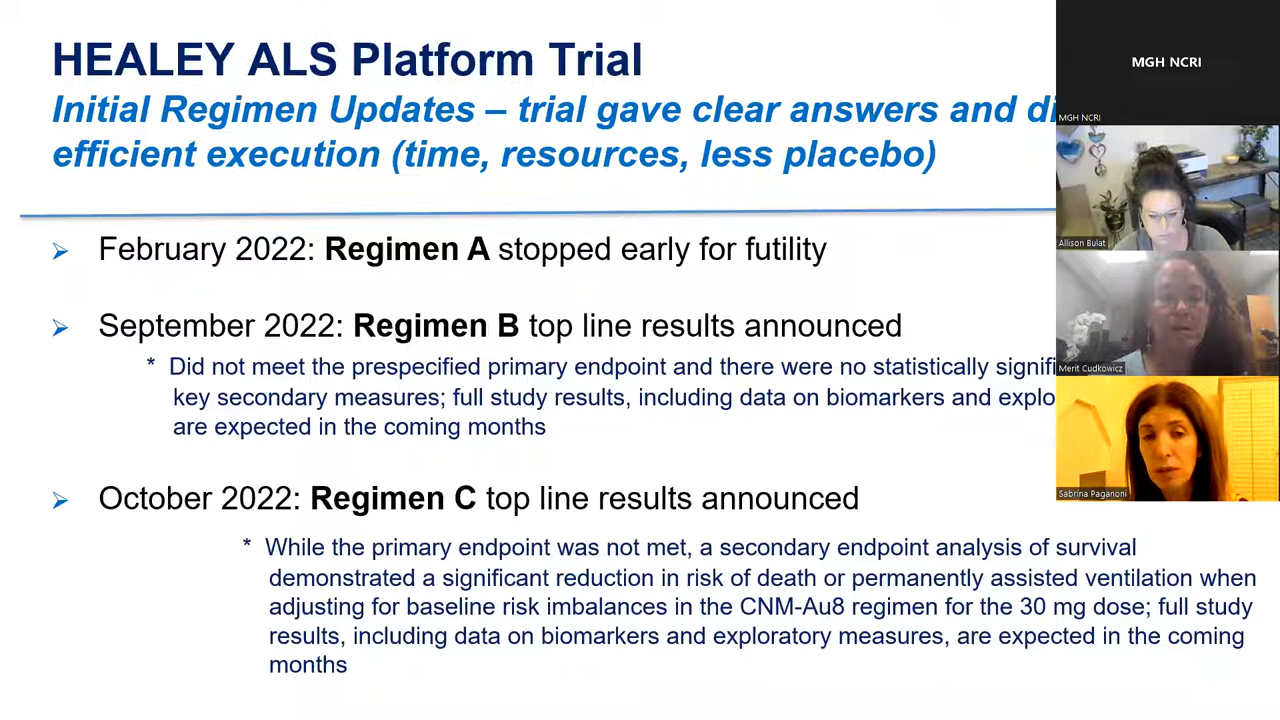 HEALEY ALS Platform Trial
Initial Regimen Updates – trial gave clear answers and
efficient execution (time, resources, less placebo)
➢ February 2022: Regimen A stopped early for futility
➢ September 2022: Regimen B top line results announced
* Did not meet the prespecified primary endpoint and there were no statistically
key secondary measures; full study results, including data on biomarkers and
are expected in the coming months
➢ October 2022: Regimen C top line results announced
* While the primary endpoint was not met, a secondary endpoint analysis of survival
demonstrated a significant reduction in risk of death or permanently assisted ventilation when
adjusting for baseline risk imbalances in the CNM-Au8 regimen for the 30 mg dose; full study
results, including data on biomarkers and exploratory measures, are expected in the coming
months
MGH NCRI
MGH NCRI
Allison Bulat
Merit Cudkowicz
Sabrina Paganoni